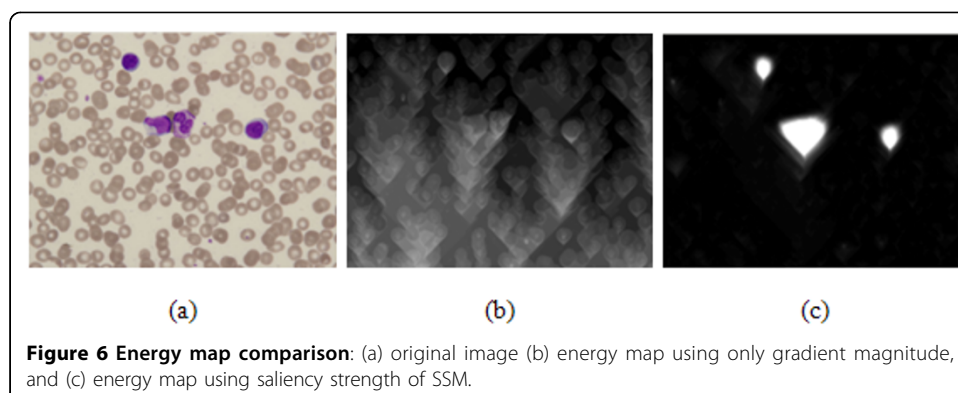 (a)
(b)
(c)
Figure 6 Energy map comparison: (a) original image (b) energy map using only gradient magnitude,
and (c) energy map using saliency strength of SSM.